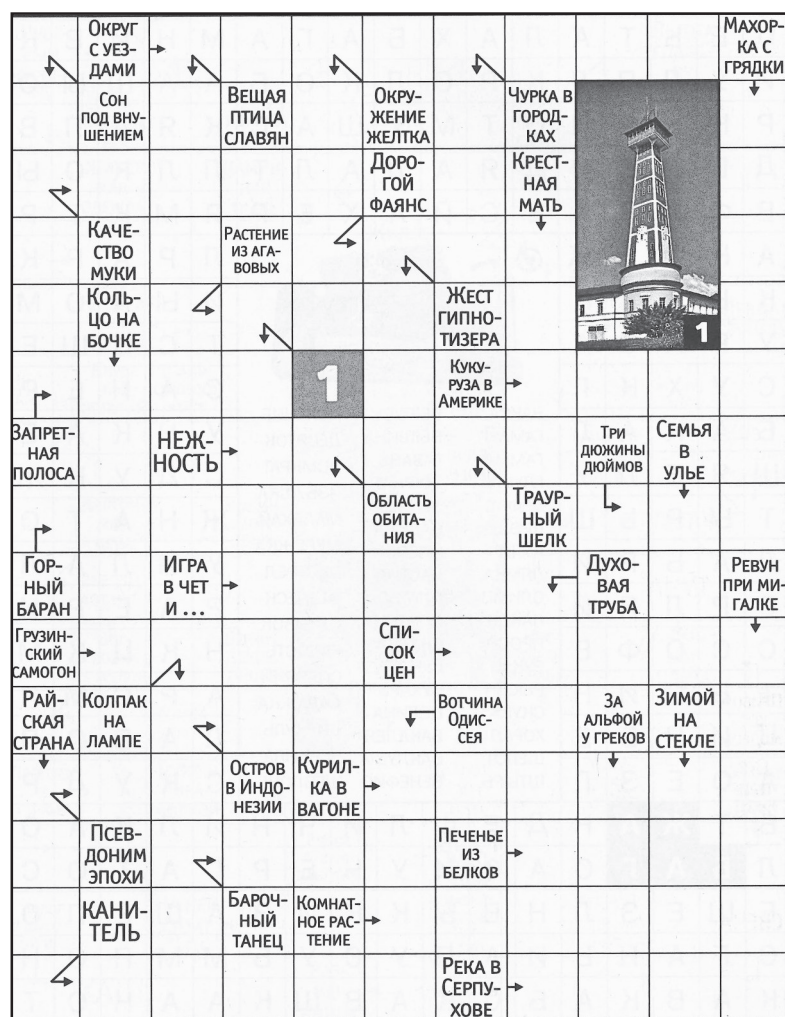 ОКРУГ
С УЕЗ-
ДАМИ
МАХОР-
КА С
ГРЯДКИ
СОН
ПОД ВНУ-
ШЕНИЕМ
ВЕЩАЯ
ПТИЦА
СЛАВЯН
ОКРУ-
ЖЕНИЕ
ЖЕЛТКА
ЧУРКА В
ГОРОД-
КАХ
ДОРО-
ГОЙ
ФАЯНС
КРЕСТ-
НАЯ
МАТЬ
КАЧЕ-
СТВО
МУКИ
РАСТЕНИЕ
ИЗ АГА-
ВОВЫХ
КОЛЬ-
ЦО НА
БОЧКЕ
ЖЕСТ
ГИПНО-
ТИЗЕРА
1
1
КУКУ-
РУЗА В
АМЕРИКЕ
ЗАПРЕТ-
НАЯ
ПОЛОСА
НЕЖ-
НОСТЬ
ТРИ
ДЮЖИНЫ
ДЮЙМОВ
СЕМЬЯ
В
УЛЬЕ
ОБЛАСТЬ
ОБИТА-
НИЯ
ТРАУР-
НЫЙ
ШЕЛК
ГОР-
НЫЙ
БАРАН
ИГРА
В ЧЕТ
И ...
ДУХО-
ВАЯ
ТРУБА
РЕВУН
ПРИ МИ-
ГАЛКЕ
ГРУЗИН-
СКИЙ
САМОГОН
СПИ-
СОК
ЦЕН
РАЙ-
СКАЯ
СТРАНА
КОЛПАК
НА
ЛАМПЕ
ВОТЧИНА
ОДИС-
СЕЯ
ЗА
АЛЬФОЙ
У ГРЕКОВ
ЗИМОЙ
НА
СТЕКЛЕ
ОСТРОВ
В ИНДО-
НЕЗИИ
КУРИЛ-
КА В
ВАГОНЕ
ПСЕВ-
ДОНИМ
ЭПОХИ
ПЕЧЕНЬЕ
ИЗ
БЕЛКОВ
КАНИ-
ТЕЛЬ
БАРОЧ-
НЫЙ
ТАНЕЦ
КОМНАТ-
НОЕ РАС-
ТЕНИЕ
РЕКА В
СЕРПУ-
ХОВЕ